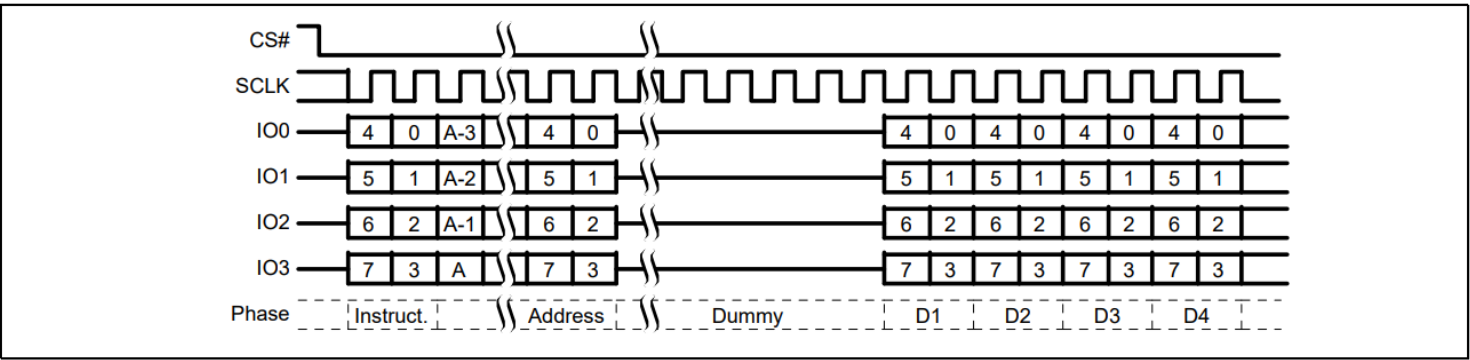 CS#
SCLK
IO0 4 0 A-3 4 0 4 0 4 0 4 0 4 0
IO1 5 1 A-2 5 1 5 1 5 1 5 1 5 1
IO2 6 2 A-1 6 2 6 2 6 2 6 2 6 2
IO3 7 3 A 7 3 7 3 7 3 7 3 7 3
Phase Instruct. Address Dummy D1 D2 D3 D4